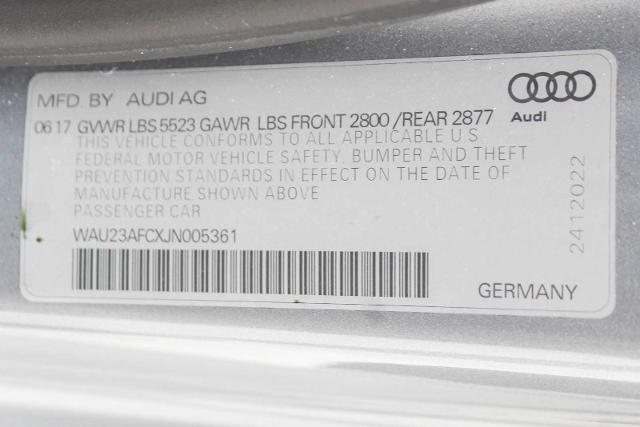 MFD. BY AUDI AG
06 17 GVWR LBS 5523 GAWR LBS FRONT 2800 /REAR 2877
Audi
THIS VEHICLE CONFORMS TO ALL APPLICABLE U.S.
FEDERAL MOTOR VEHICLE SAFETY, BUMPER AND THEFT
PREVENTION STANDARDS IN EFFECT ON THE DATE OF
MANUFACTURE SHOWN ABOVE
PASSENGER CAR
WAU23AFCXJN005361
24122022
GERMANY